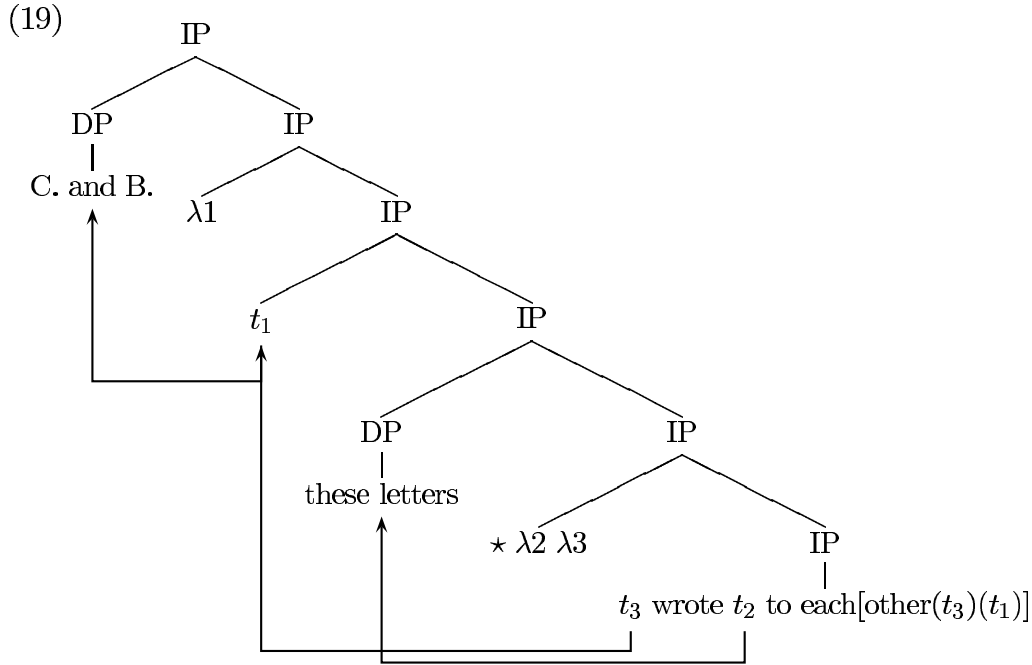 (19)
IP
DP IP
C. and B.
λ1 IP
t₁ IP
DP IP
these letters
⋆ λ2 λ3 IP
t₃ wrote t₂ to each[other(t₃)(t₁)]